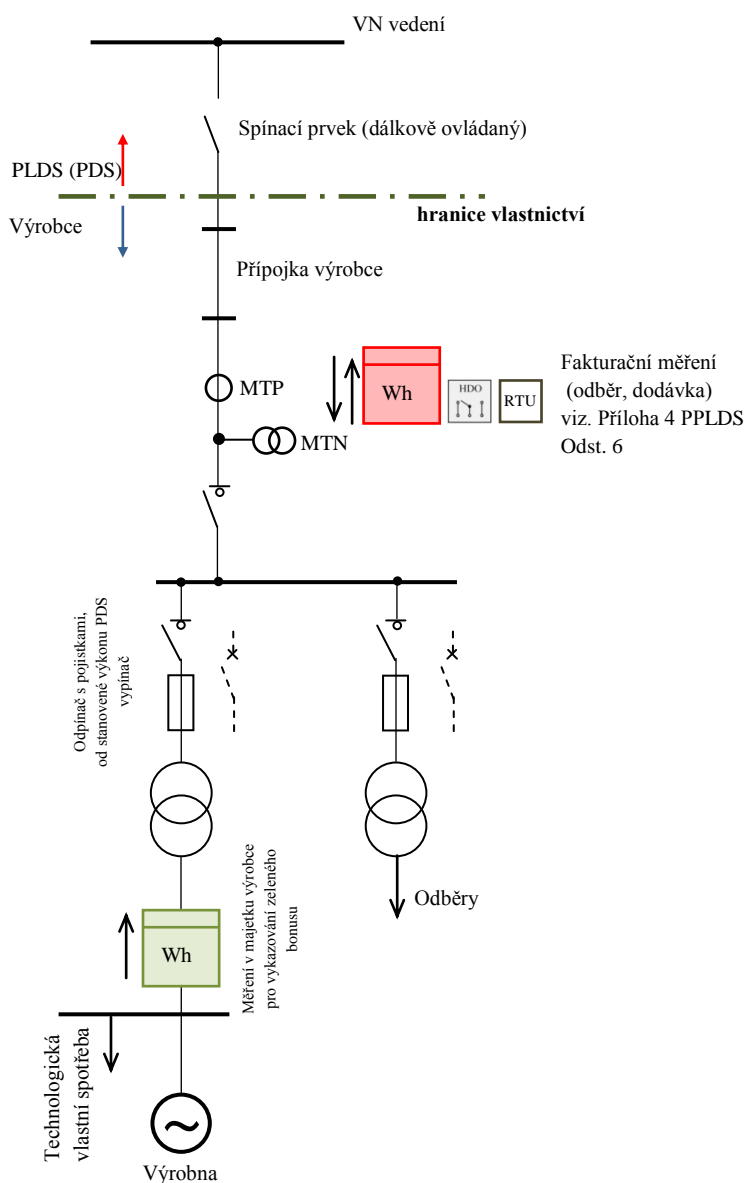 VN vedení
Spínací prvek (dálkově ovládaný)
PLDS (PDS)
hranice vlastnictví
Výrobce
Přípojka výrobce
MTP
Wh
HDO
RTU
Fakturační měření
(odběr, dodávka)
viz. Příloha 4 PPLDS
Odst. 6
MTN
Odpínač s pojistkami,
od stanovené výkonu PDS
vypínač
Odběry
Wh
Měření v majetku výrobce
pro vykazování zeleného
bonusu
Technologická
vlastní spotřeba
~
Výrobna